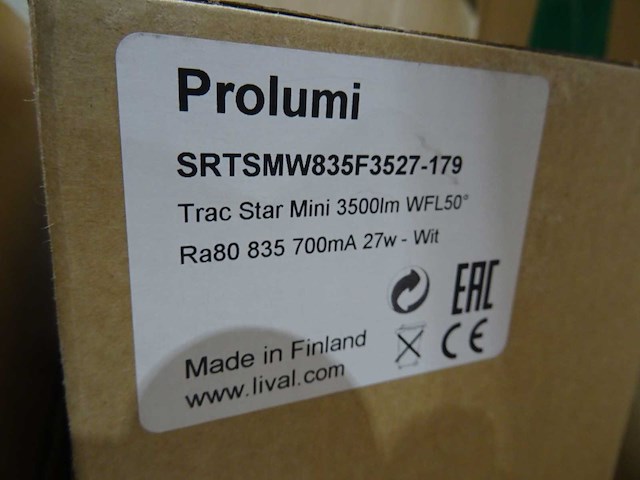 Prolumi
SRTSMW835F3527-179
Trac Star Mini 3500lm WFL50°
Ra80 835 700mA 27w - Wit
EAC
CE
Made in Finland
www.lival.com